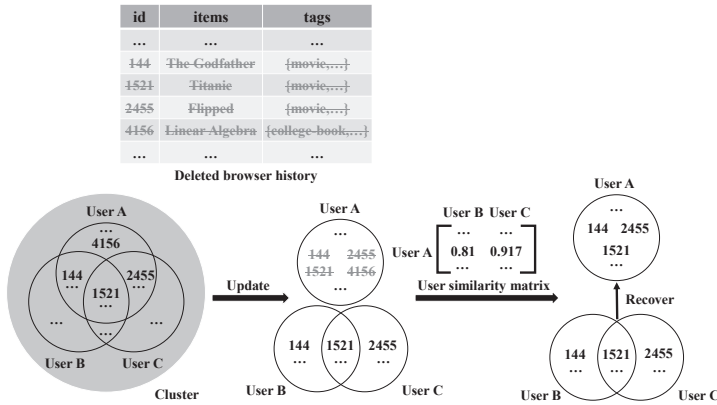 id items tags
... ... ...
144 The Godfather {movie,...}
1521 Titanic {movie,...}
2455 Flipped {movie,...}
4156 Linear Algebra {college-book,...}
... ... ...
Deleted browser history
User A
...
4156
144
...
2455
...
1521
...
...
...
...
User B
User C
Cluster
Update
User A
...
144 2455
1521 4156
...
144
...
1521
...
2455
...
User B
User C
User B User C
... ...
User A 0.81 0.917
... ...
User similarity matrix
User A
...
144 2455
1521
...
Recover
144
...
1521
...
2455
...
User B
User C